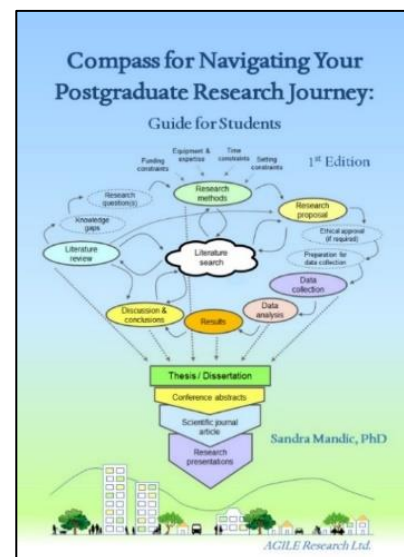 Compass for Navigating Your
Postgraduate Research Journey:
Guide for Students
1st Edition
Equipment &
expertise
Time
constraints
Funding
constraints
Setting
constraints
Research
question(s)
Research
methods
Research
proposal
Knowledge
gaps
Ethical approval
(if required)
Literature
review
Literature
search
Preparation for
data collection
Data
collection
Discussion &
conclusions
Results
Data
analysis
Thesis / Dissertation
Conference abstracts
Scientific journal
article
Research
presentations
Sandra Mandic, PhD
AGILE Research Ltd.